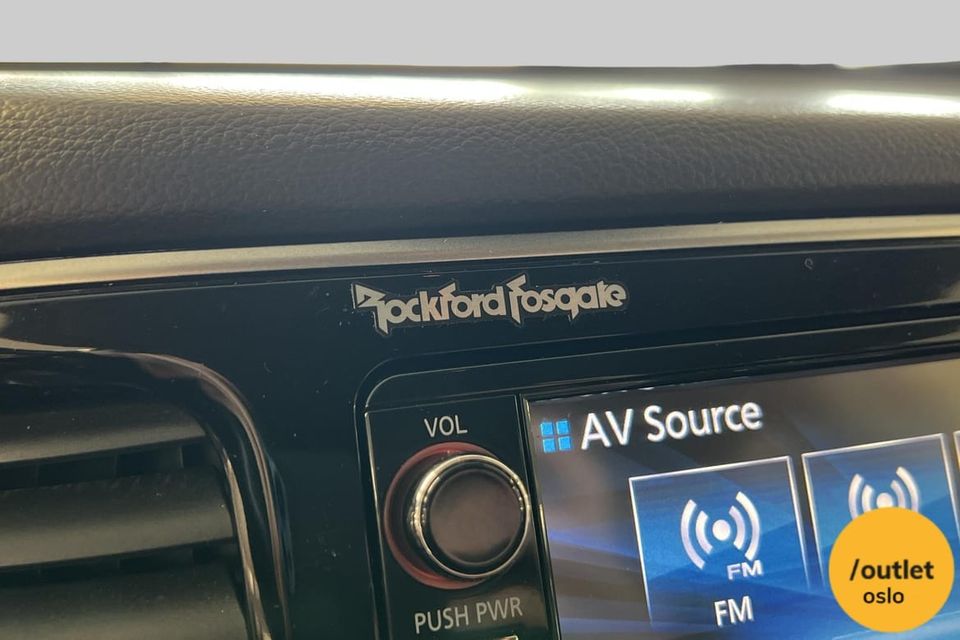 Rockford Fosgate
VOL
AV Source
FM
FM
PUSH PWR
/outlet
oslo